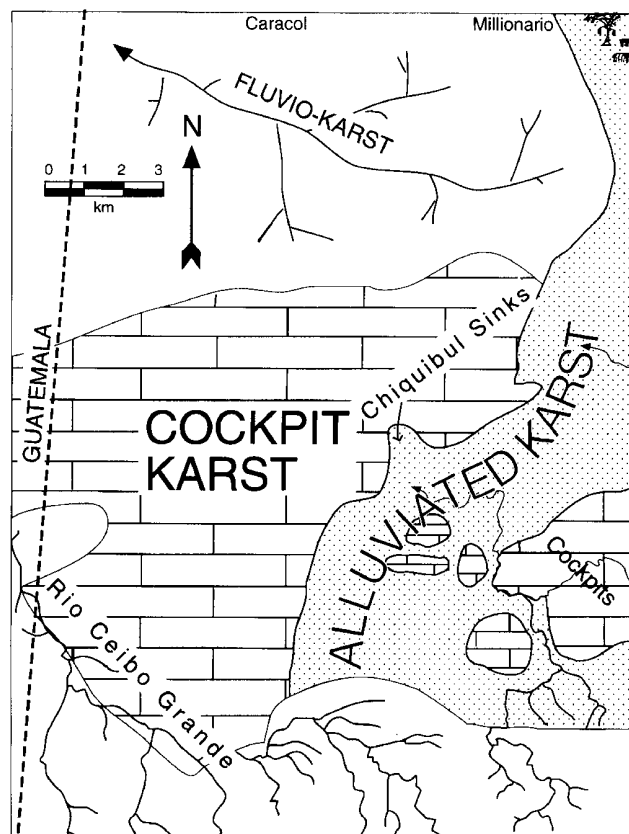 Caracol
Millionario
FLUVIO-KARST
N
0 1 2 3
km
GUATEMALA
Chiquibul Sinks
COCKPIT
KARST
ALLUVIATED KARST
Cockpits
Rio Ceibo Grande